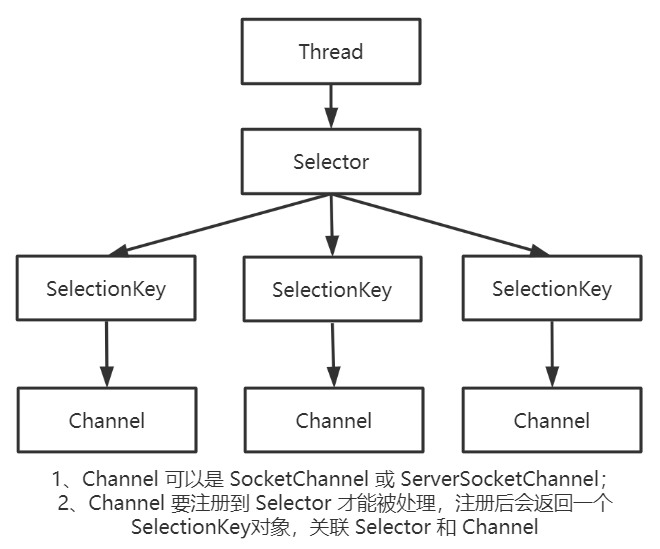 Thread
Selector
SelectionKey
SelectionKey
SelectionKey
Channel
Channel
Channel
1、Channel 可以是 SocketChannel 或 ServerSocketChannel；
2、Channel 要注册到 Selector 才能被处理，注册后会返回一个
SelectionKey对象，关联 Selector 和 Channel